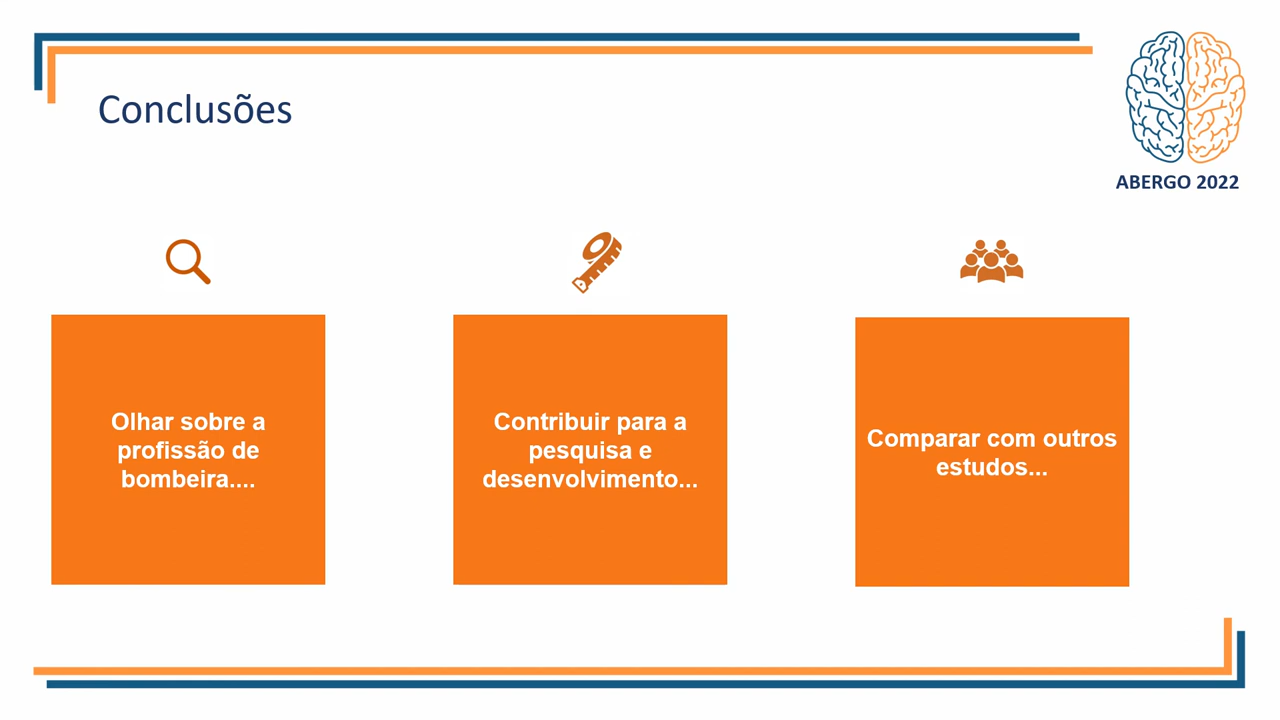 Conclusões
ABERGO 2022
Olhar sobre a
profissão de
bombeira....
Contribuir para a
pesquisa e
desenvolvimento...
Comparar com outros
estudos...